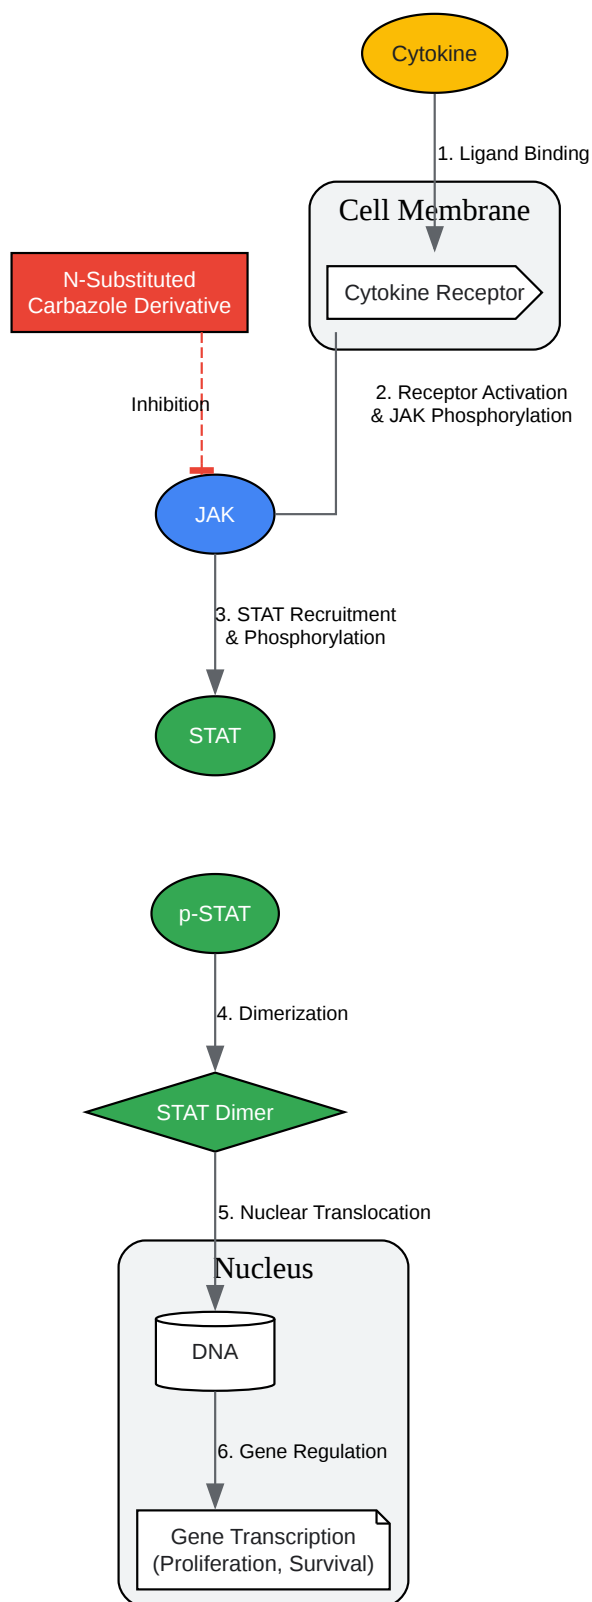 Cytokine
1. Ligand Binding
Cell Membrane
N-Substituted
Carbazole Derivative
Cytokine Receptor
2. Receptor Activation
& JAK Phosphorylation
Inhibition
JAK
3. STAT Recruitment
& Phosphorylation
STAT
p-STAT
4. Dimerization
STAT Dimer
5. Nuclear Translocation
Nucleus
DNA
6. Gene Regulation
Gene Transcription
(Proliferation, Survival)